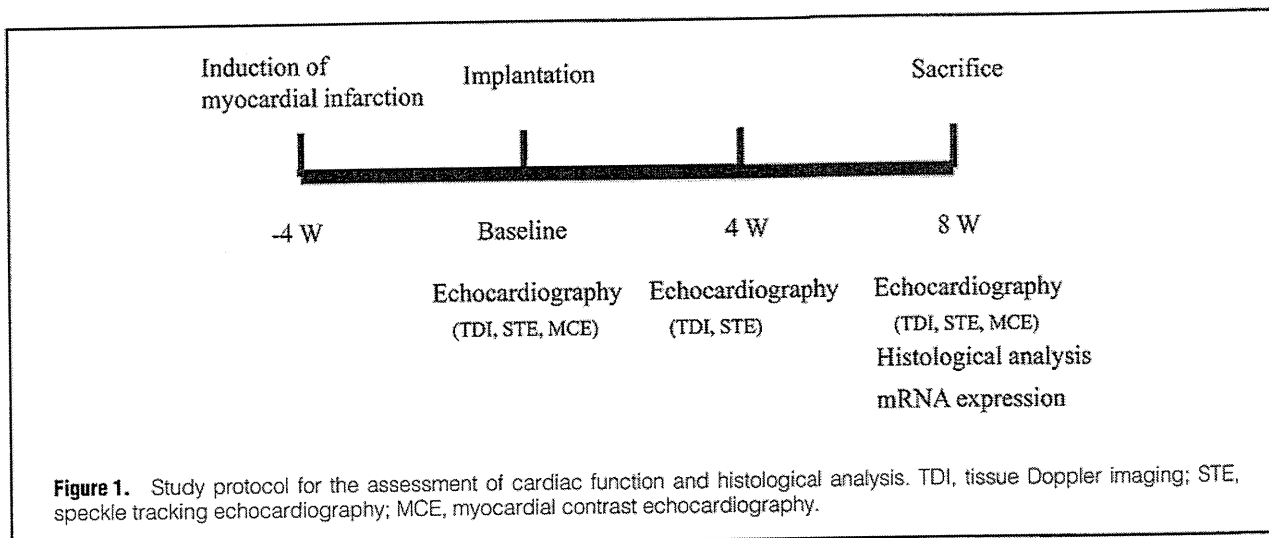 Induction of
myocardial infarction
Implantation
Sacrifice
-4 W
Baseline
4 W
8 W
Echocardiography
(TDI, STE, MCE)
Echocardiography
(TDI, STE)
Echocardiography
(TDI, STE, MCE)
Histological analysis
mRNA expression
Figure 1. Study protocol for the assessment of cardiac function and histological analysis. TDI, tissue Doppler imaging; STE,
speckle tracking echocardiography; MCE, myocardial contrast echocardiography.